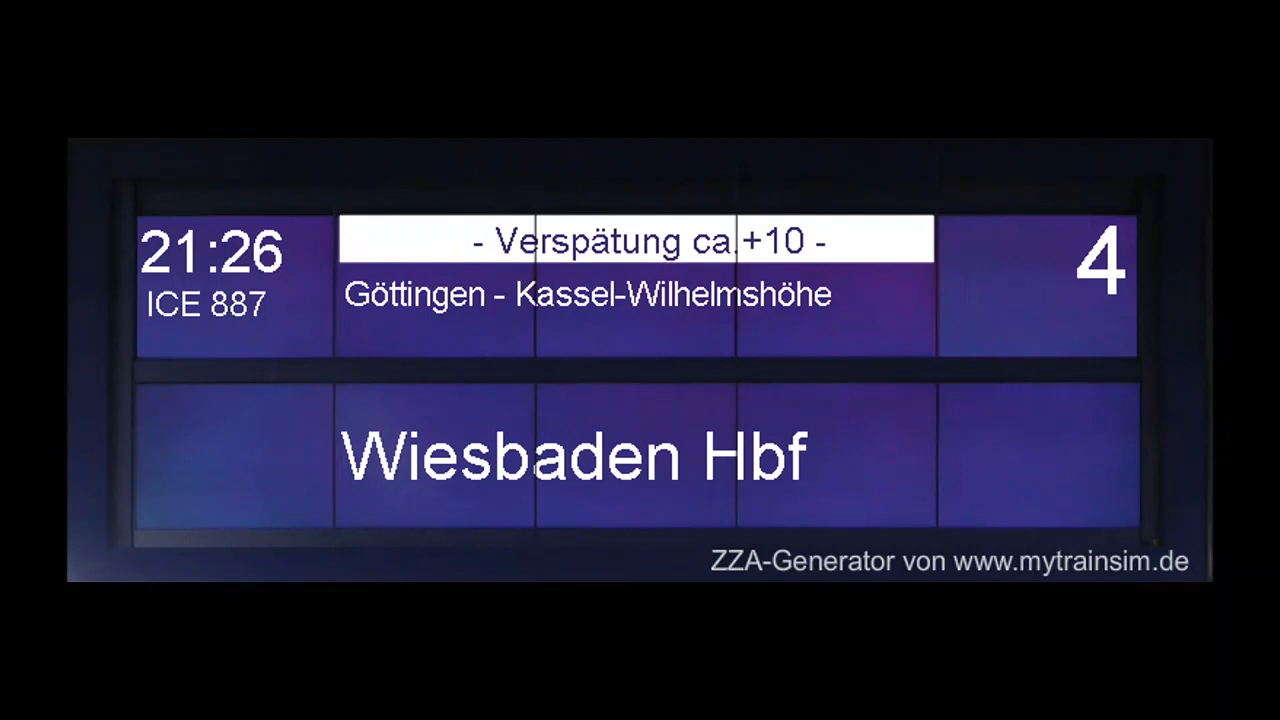 21:26
- Verspätung ca.+10 -
4
ICE 887
Göttingen - Kassel-Wilhelmshöhe
Wiesbaden Hbf
ZZA-Generator von www.mytrainsim.de